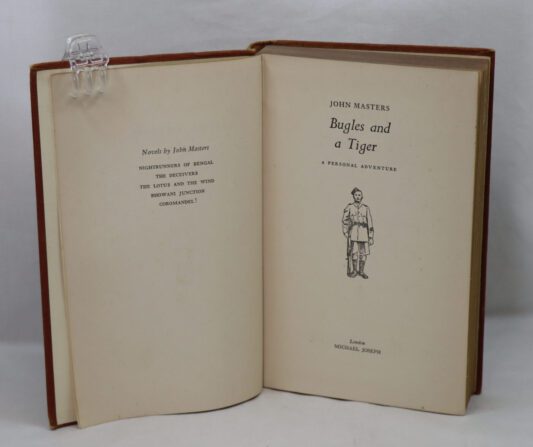 Novels by John Masters
NIGHTRUNNERS OF BENGAL
THE DECEIVERS
THE LOTUS AND THE WIND
BHOWANI JUNCTION
COROMANDEL!
JOHN MASTERS
Bugles and
a Tiger
A PERSONAL ADVENTURE
London
MICHAEL JOSEPH